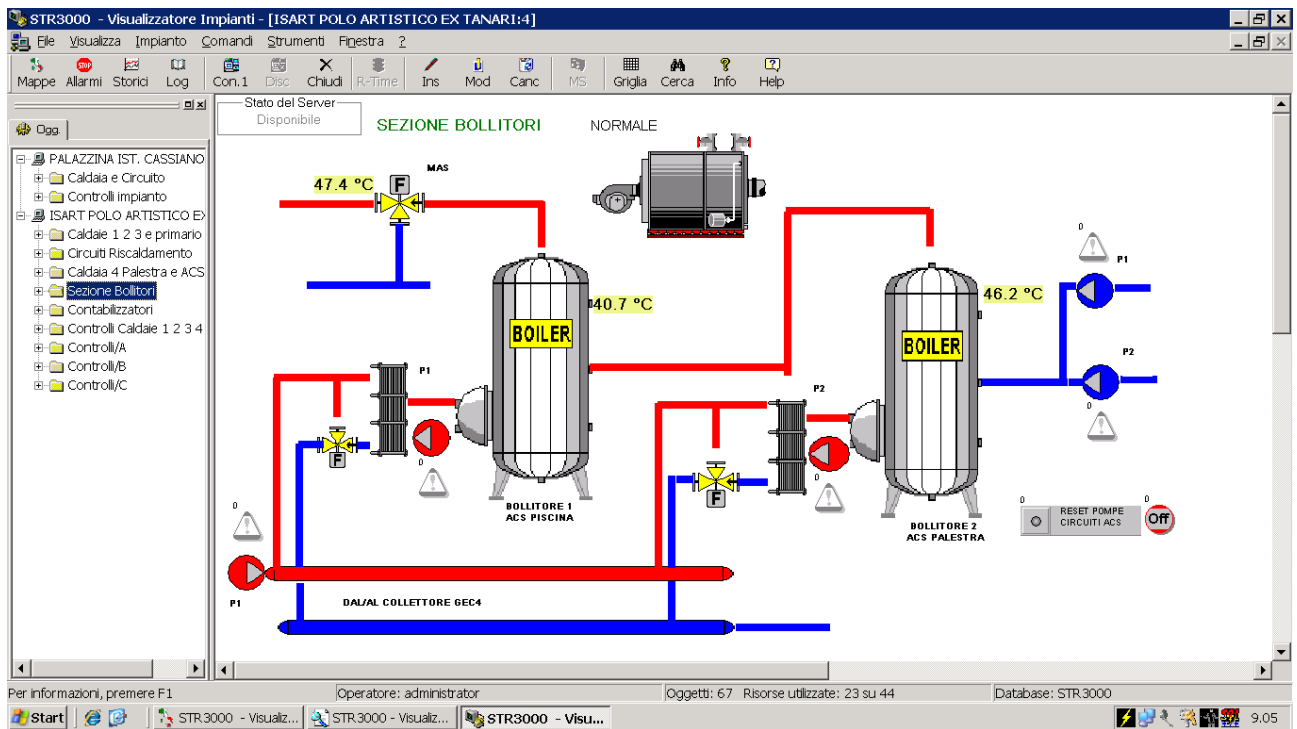 STR3000 - Visualizzatore Impianti - [ISART POLO ARTISTICO EX TANARI:4]
File Visualizza Impianto Comandi Strumenti Finestra ?
STOP
Mappe Allarmi Storici Log Con.1 Disc Chiudi R-Time Ins Mod Canc MS Griglia Cerca Info Help
Ogg.
PALAZZINA IST. CASSIANO
Caldaia e Circuito
Controlli impianto
ISART POLO ARTISTICO E
Caldaie 1 2 3 e primario
Circuiti Riscaldamento
Caldaia 4 Palestra e ACS
Sezione Bollitori
Contabilizzatori
Controlli Caldaie 1 2 3 4
Controlli/A
Controlli/B
Controlli/C
Stato del Server
Disponibile
SEZIONE BOLLITORI
NORMALE
MAS
47.4 °C
F
40.7 °C
BOILER
P1
0
F
BOLLITORE 1
ACS PISCINA
46.2 °C
BOILER
P2
0
F
BOLLITORE 2
ACS PALESTRA
0
P1
P2
0
0
RESET POMPE
CIRCUITI ACS
0
Off
0
P1
DAL/AL COLLETTORE GEC4
Per informazioni, premere F1
Operatore: administrator
Oggetti: 67 Risorse utilizzate: 23 su 44
Database: STR3000
Start
STR3000 - Visualiz...
STR3000 - Visualiz...
STR3000 - Visu...
9.05